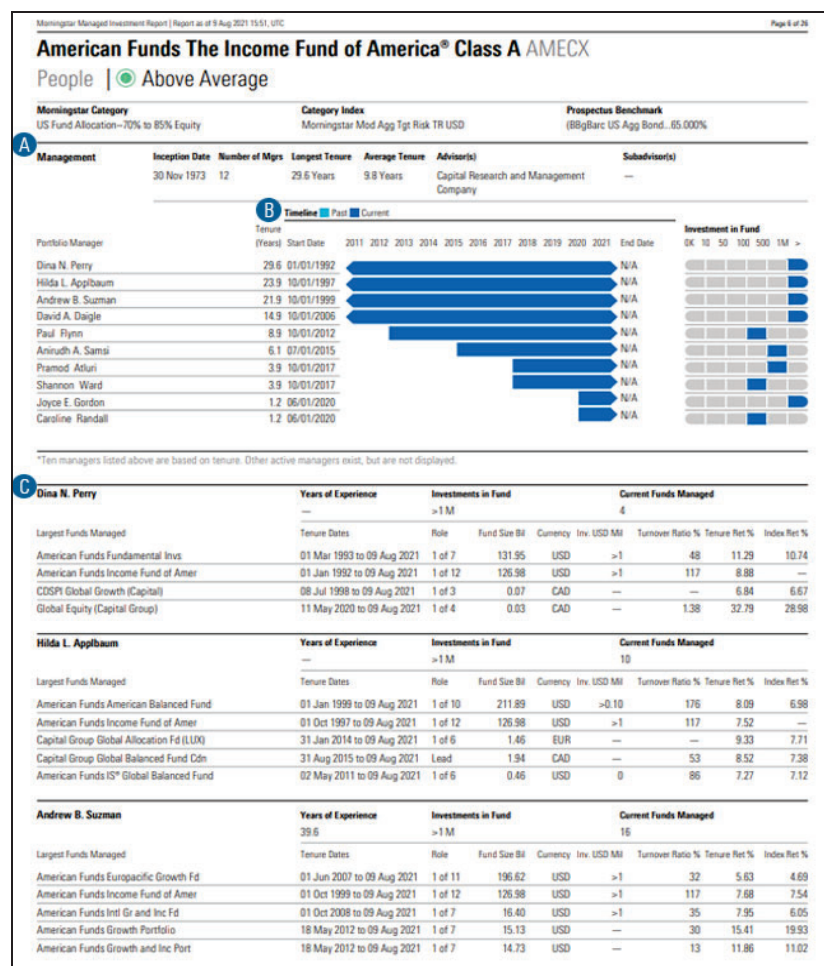 Morningstar Managed Investment Report | Report as of 9 Aug 2021 15:51, UTC Page 6 of 26
American Funds The Income Fund of America® Class A AMECX
People | Above Average
Morningstar Category Category Index Prospectus Benchmark
US Fund Allocation--70% to 85% Equity Morningstar Mod Agg Tgt Risk TR USD (BBgBarc US Agg Bond...65.000%
A
Management Inception Date Number of Mgrs Longest Tenure Average Tenure Advisor(s) Subadvisor(s)
30 Nov 1973 12 29.6 Years 9.8 Years Capital Research and Management —
Company
B Timeline Past Current
Tenure Investment in Fund
Portfolio Manager (Years) Start Date 2011 2012 2013 2014 2015 2016 2017 2018 2019 2020 2021 End Date 0K 10 50 100 500 1M >
Dina N. Perry 29.6 01/01/1992 N/A
Hilda L. Applbaum 23.9 10/01/1997 N/A
Andrew B. Suzman 21.9 10/01/1999 N/A
David A. Daigle 14.9 10/01/2006 N/A
Paul Flynn 8.9 10/01/2012 N/A
Anirudh A. Samsi 6.1 07/01/2015 N/A
Pramod Atluri 3.9 10/01/2017 N/A
Shannon Ward 3.9 10/01/2017 N/A
Joyce E. Gordon 1.2 06/01/2020 N/A
Caroline Randall 1.2 06/01/2020 N/A
*Ten managers listed above are based on tenure. Other active managers exist, but are not displayed.
C
Dina N. Perry Years of Experience Investments in Fund Current Funds Managed
— >1 M 4
Largest Funds Managed Tenure Dates Role Fund Size Bil Currency Inv. USD Mil Turnover Ratio % Tenure Ret % Index Ret %
American Funds Fundamental Invs 01 Mar 1993 to 09 Aug 2021 1 of 7 131.95 USD >1 48 11.29 10.74
American Funds Income Fund of Amer 01 Jan 1992 to 09 Aug 2021 1 of 12 126.98 USD >1 117 8.88 —
CDSPI Global Growth (Capital) 08 Jul 1998 to 09 Aug 2021 1 of 3 0.07 CAD — — 6.84 6.67
Global Equity (Capital Group) 11 May 2020 to 09 Aug 2021 1 of 4 0.03 CAD — 1.38 32.79 28.98
Hilda L. Applbaum Years of Experience Investments in Fund Current Funds Managed
— >1 M 10
Largest Funds Managed Tenure Dates Role Fund Size Bil Currency Inv. USD Mil Turnover Ratio % Tenure Ret % Index Ret %
American Funds American Balanced Fund 01 Jan 1999 to 09 Aug 2021 1 of 10 211.89 USD >0.10 176 8.09 6.98
American Funds Income Fund of Amer 01 Oct 1997 to 09 Aug 2021 1 of 12 126.98 USD >1 117 7.52 —
Capital Group Global Allocation Fd (LUX) 31 Jan 2014 to 09 Aug 2021 1 of 6 1.46 EUR — — 9.33 7.71
Capital Group Global Balanced Fund Cdn 31 Aug 2015 to 09 Aug 2021 Lead 1.94 CAD — 53 8.52 7.38
American Funds IS® Global Balanced Fund 02 May 2011 to 09 Aug 2021 1 of 6 0.46 USD 0 86 7.27 7.12
Andrew B. Suzman Years of Experience Investments in Fund Current Funds Managed
39.6 >1 M 16
Largest Funds Managed Tenure Dates Role Fund Size Bil Currency Inv. USD Mil Turnover Ratio % Tenure Ret % Index Ret %
American Funds Europacific Growth Fd 01 Jun 2007 to 09 Aug 2021 1 of 11 196.62 USD >1 32 5.63 4.69
American Funds Income Fund of Amer 01 Oct 1999 to 09 Aug 2021 1 of 12 126.98 USD >1 117 7.68 7.54
American Funds Intl Gr and Inc Fd 01 Oct 2008 to 09 Aug 2021 1 of 7 16.40 USD >1 35 7.95 6.05
American Funds Growth Portfolio 18 May 2012 to 09 Aug 2021 1 of 7 15.13 USD — 30 15.41 19.93
American Funds Growth and Inc Port 18 May 2012 to 09 Aug 2021 1 of 7 14.73 USD — 13 11.86 11.02